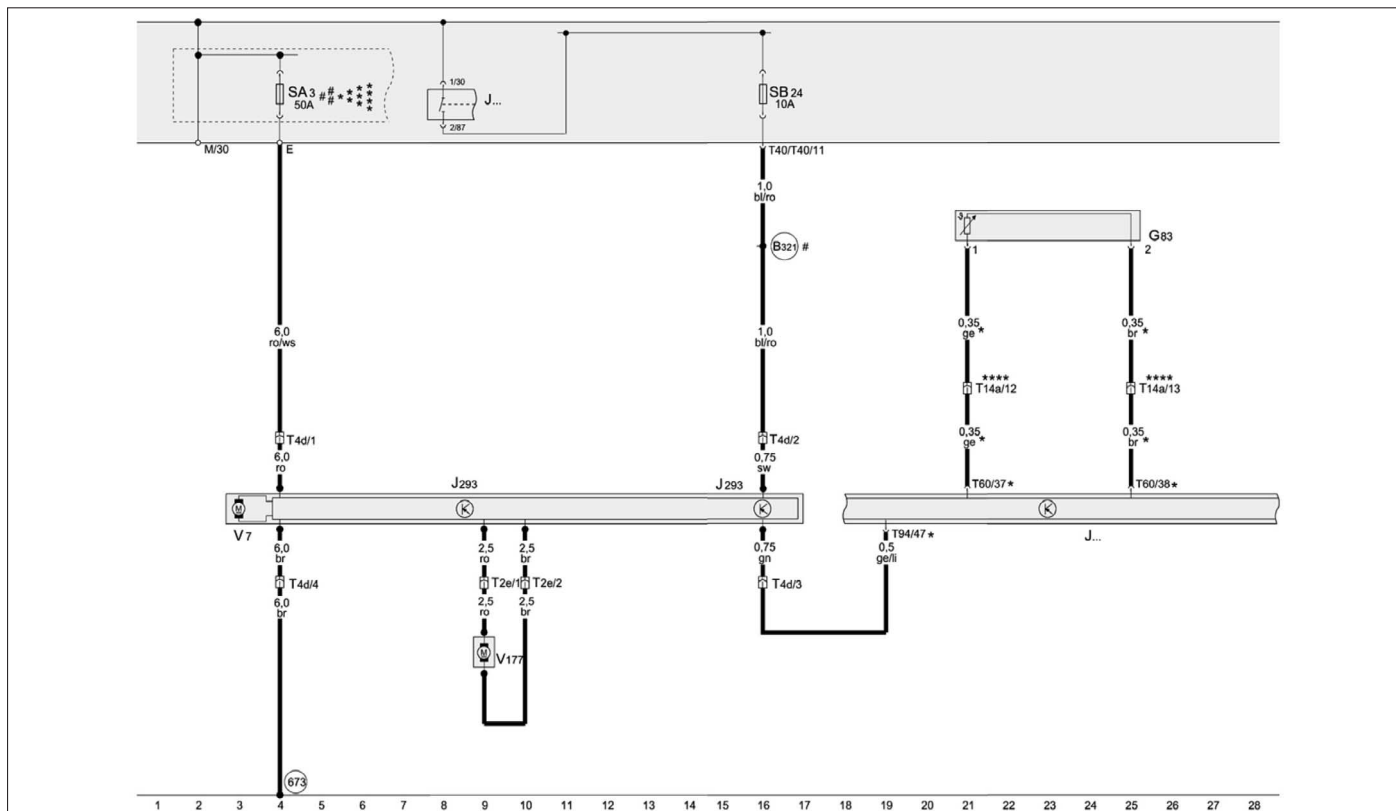 1/30
SA3 # # # * * * * * * * * * *
50A
J...
SB24
10A
2/87
M/30
E
T40/T40/11
1,0
bl/ro
B321 #
G83
1
2
6,0
ro/ws
1,0
bl/ro
0,35
ge *
0,35
br *
****
T14a/12
****
T14a/13
T4d/1
T4d/2
6,0
ro
0,75
sw
0,35
ge *
0,35
br *
J293
J293
T60/37 *
T60/38 *
M
V7
J...
T94/47 *
6,0
br
2,5
ro
2,5
br
0,75
gn
0,5
ge/li
T4d/4
T2e/1
T2e/2
T4d/3
6,0
br
2,5
ro
2,5
br
M
V177
673
1 2 3 4 5 6 7 8 9 10 11 12 13 14 15 16 17 18 19 20 21 22 23 24 25 26 27 28